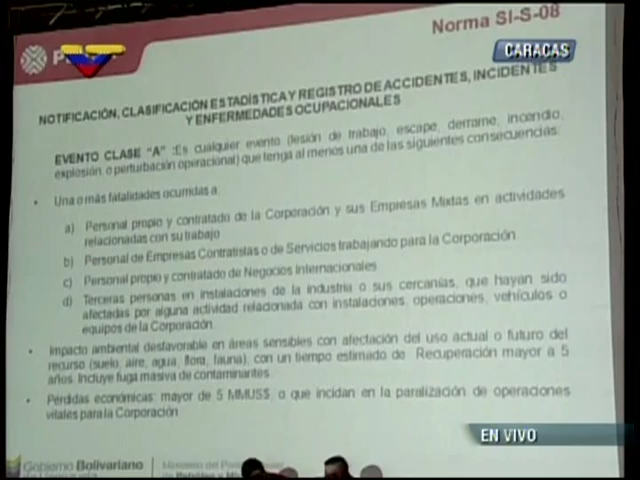 Norma SI-S-08
CARACAS
NOTIFICACIÓN, CLASIFICACIÓN ESTADÍSTICA Y REGISTRO DE ACCIDENTES, INCIDENTES
Y ENFERMEDADES OCUPACIONALES
EVENTO CLASE "A" :Es cualquier evento (lesión de trabajo, escape, derrame, incendio,
explosión o perturbación operacional) que tenga al menos una de las siguientes consecuencias:
• Una o más fatalidades ocurridas a:
a) Personal propio y contratado de la Corporación y sus Empresas Mixtas en actividades
relacionadas con su trabajo
b) Personal de Empresas Contratistas o de Servicios trabajando para la Corporación
c) Personal propio y contratado de Negocios Internacionales
d) Terceras personas en instalaciones de la industria o sus cercanías, que hayan sido
afectadas por alguna actividad relacionada con instalaciones, operaciones, vehículos o
equipos de la Corporación
• Impacto ambiental desfavorable en áreas sensibles con afectación del uso actual o futuro del
recurso (suelo, aire, agua, flora, fauna), con un tiempo estimado de Recuperación mayor a 5
años. Incluye fuga masiva de contaminantes
• Pérdidas económicas: mayor de 5 MMUS$, o que incidan en la paralización de operaciones
vitales para la Corporación
EN VIVO
Gobierno Bolivariano